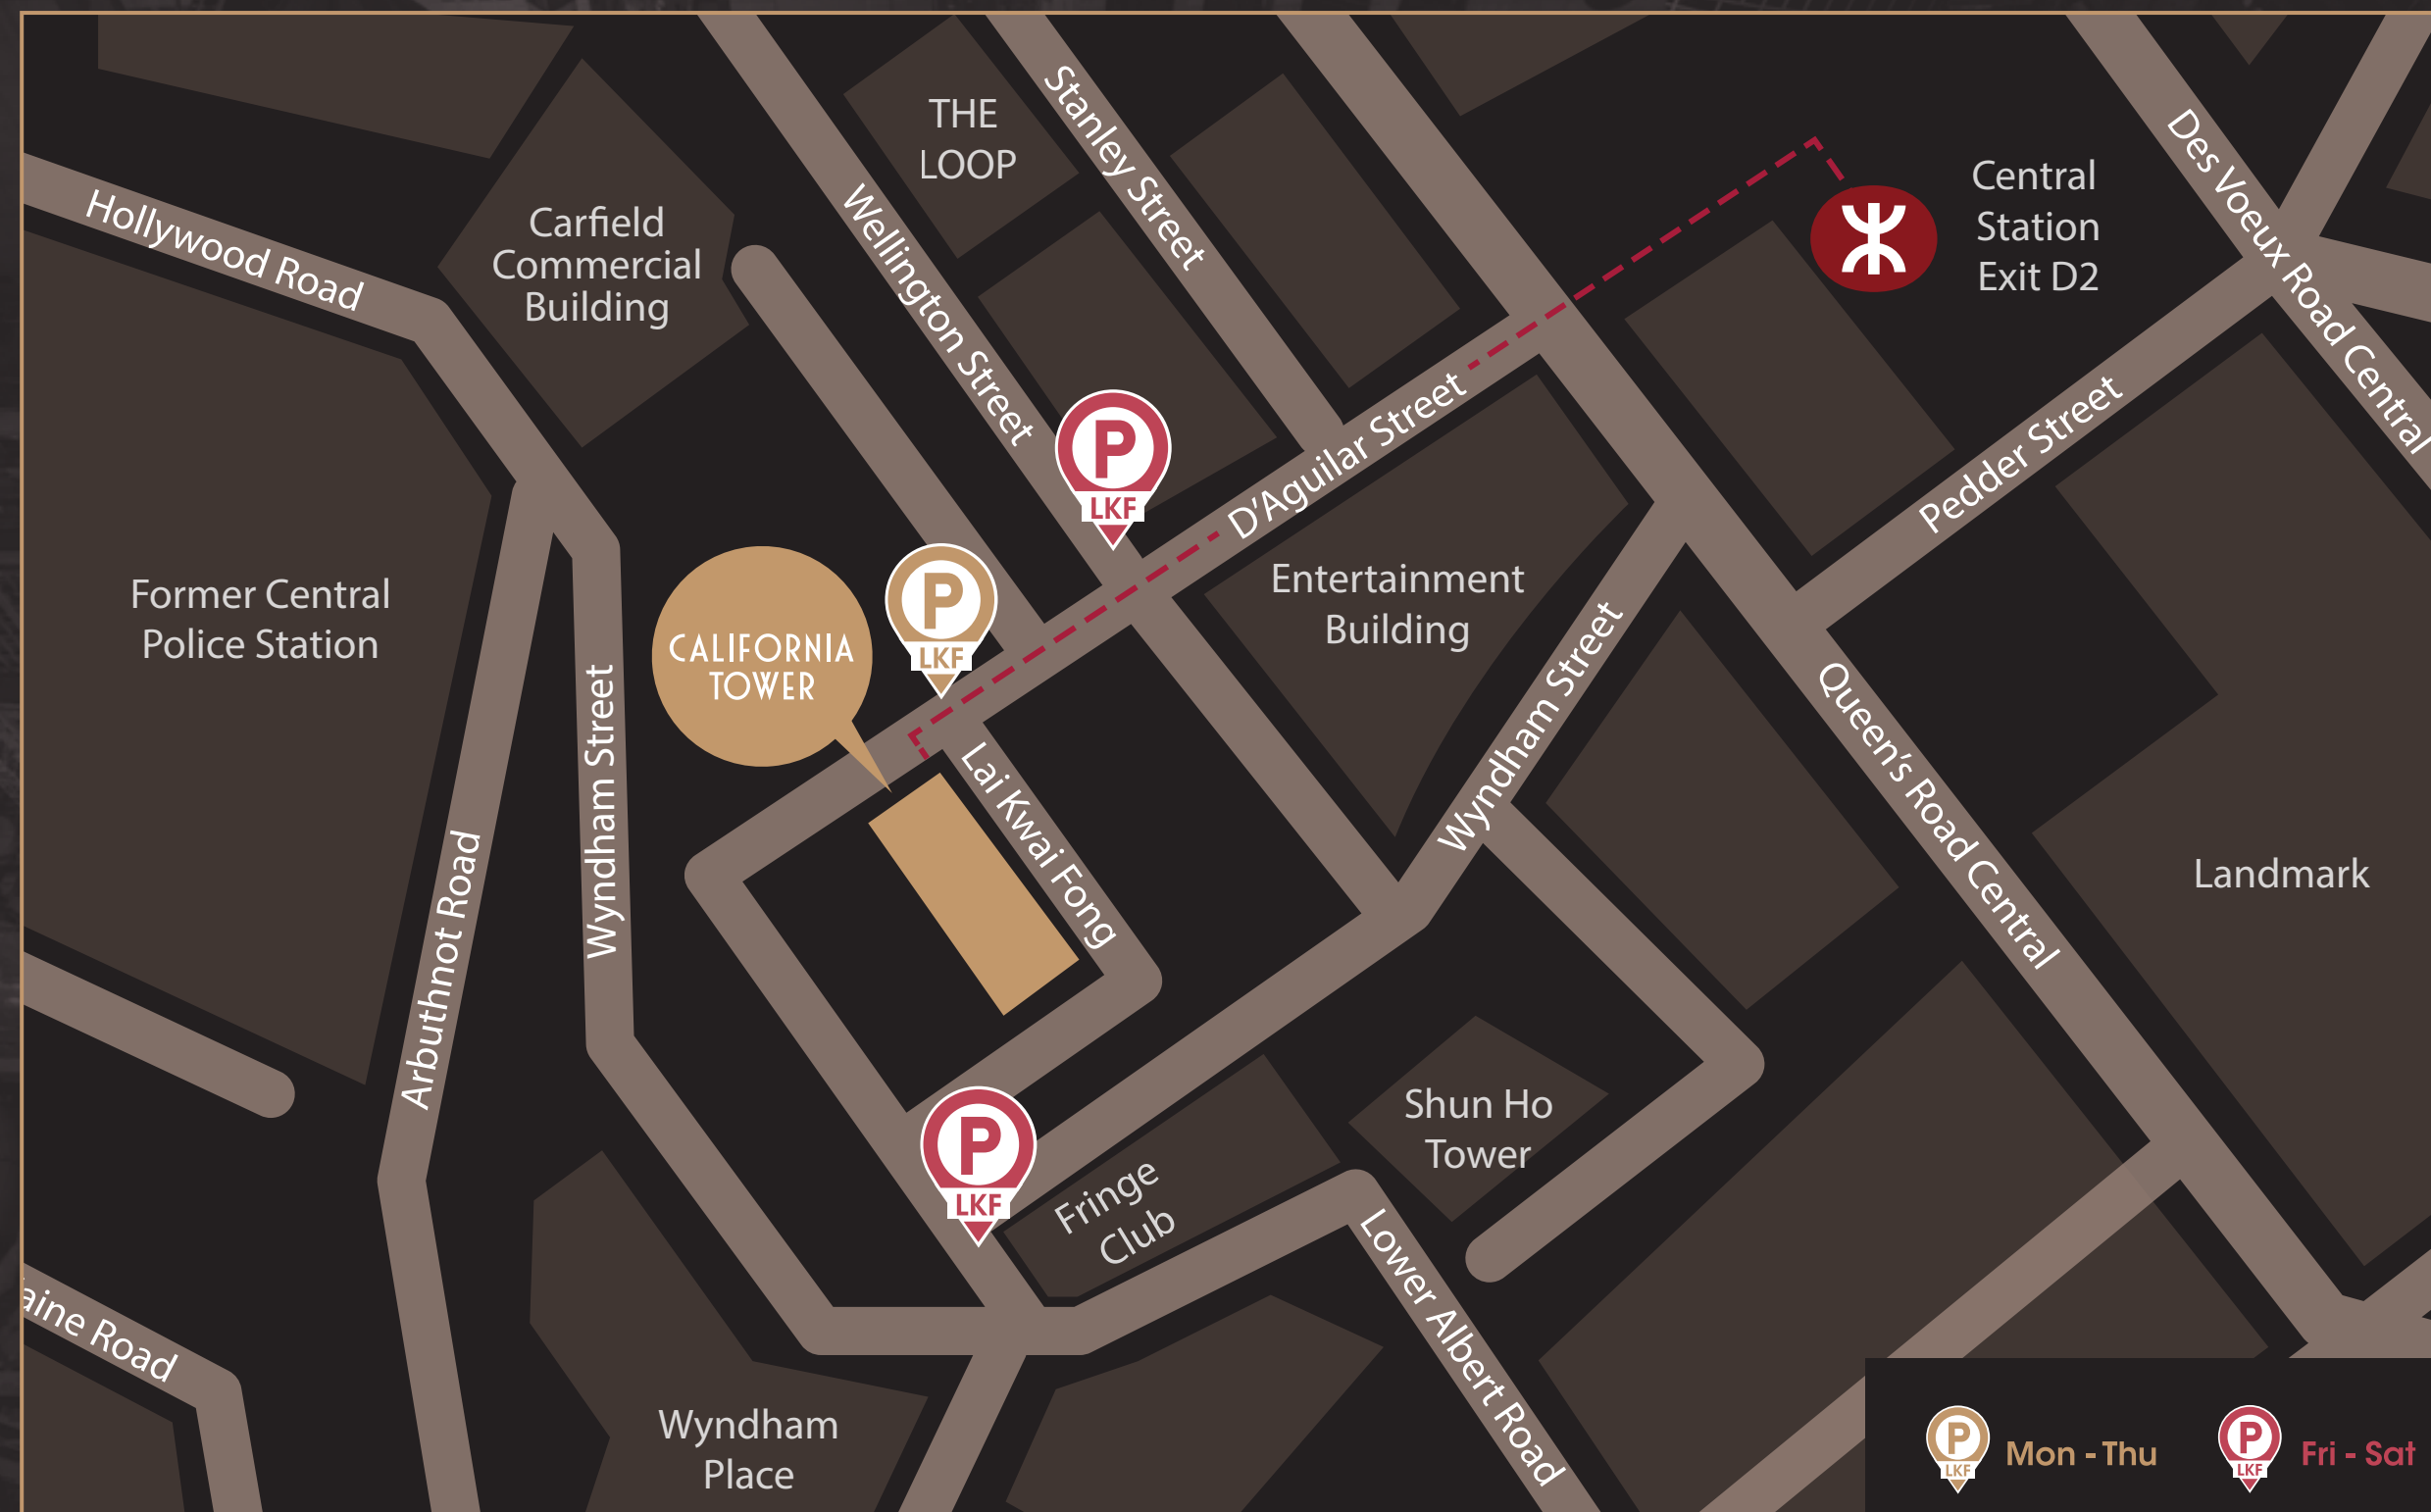 THE
LOOP
Stanley Street
Des Voeux Road Central
Central
Station
Exit D2
Hollywood Road
Carfield
Commercial
Building
Wellington Street
P
LKF
D'Aguilar Street
Pedder Street
Former Central
Police Station
CALIFORNIA
TOWER
P
LKF
Entertainment
Building
Wyndham Street
Wyndham Street
Lai Kwai Fong
Queen's Road Central
Landmark
Arbuthnot Road
P
LKF
Fringe
Club
Shun Ho
Tower
Lower Albert Road
aine Road
Wyndham
Place
P
LKF
Mon - Thu
P
LKF
Fri - Sat